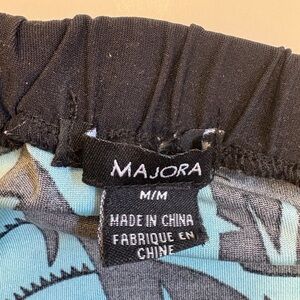 MAJORA
M/M
MADE IN CHINA
FABRIQUE EN
CHINE